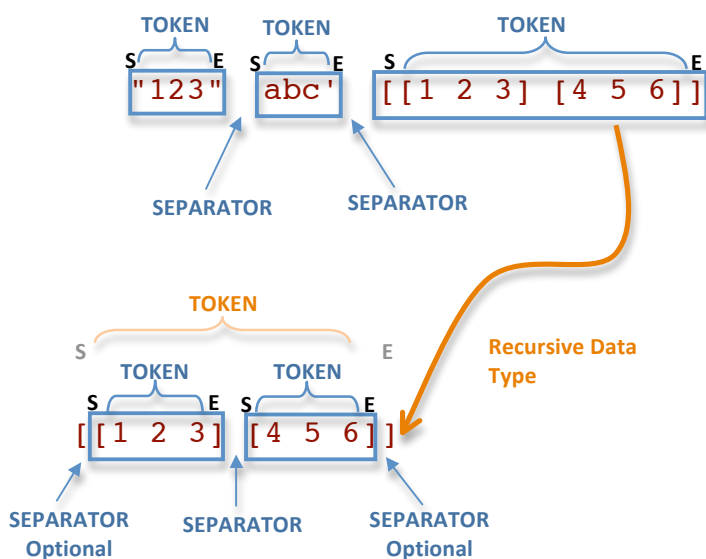 TOKEN TOKEN TOKEN
S E S E S E
"123" abc' [[1 2 3] [4 5 6]]
SEPARATOR SEPARATOR
TOKEN
S E
Recursive Data
Type
TOKEN TOKEN
S E S E
[[1 2 3] [4 5 6]]
SEPARATOR
Optional
SEPARATOR
SEPARATOR
Optional